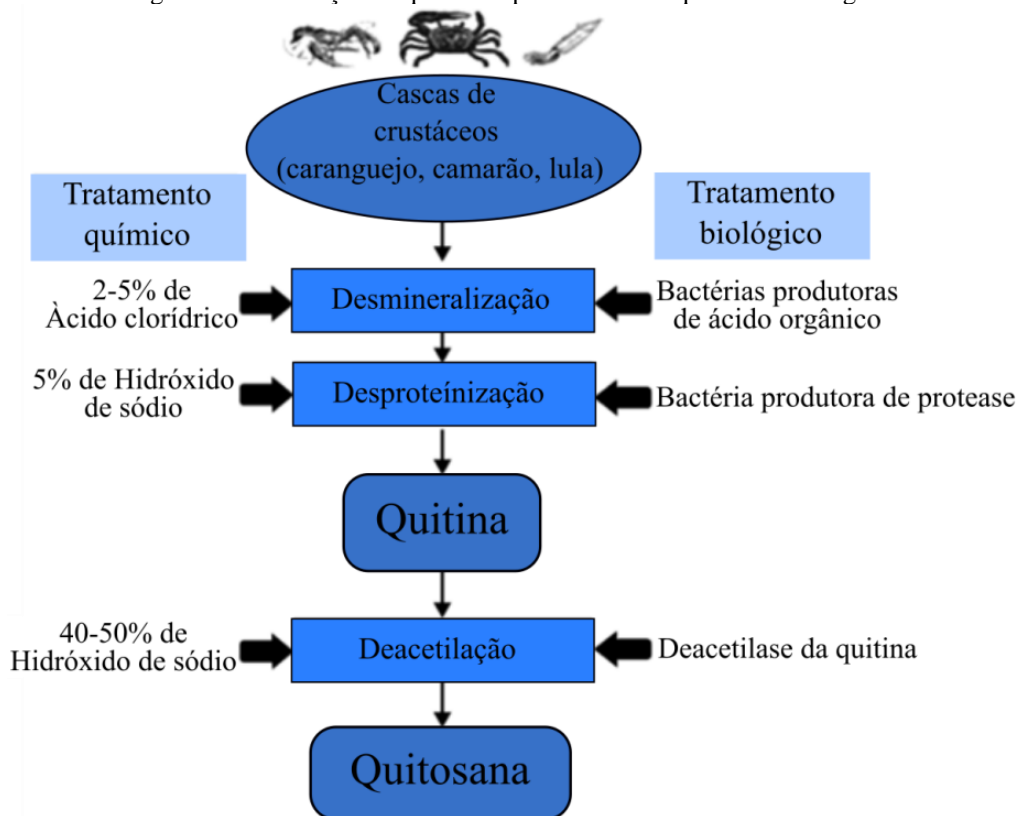 Cascas de
crustáceos
(caranguejo, camarão, lula)
Tratamento
químico
Tratamento
biológico
2-5% de
Àcido clorídrico
Desmineralização
Bactérias produtoras
de ácido orgânico
5% de Hidróxido
de sódio
Desproteínização
Bactéria produtora de protease
Quitina
40-50% de
Hidróxido de sódio
Deacetilação
Deacetilase da quitina
Quitosana